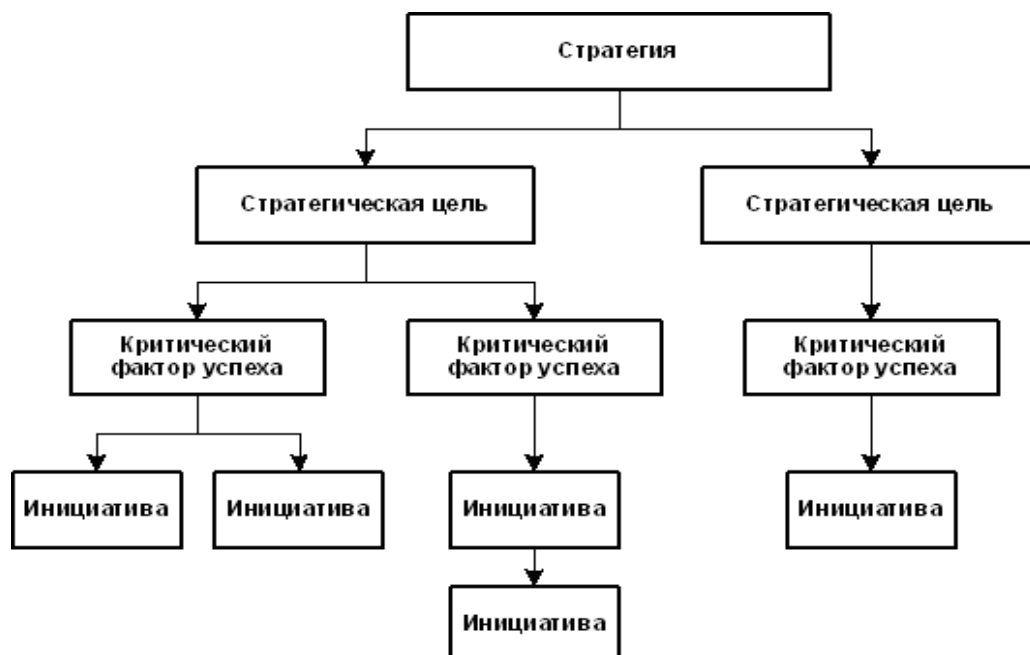 Стратегия
Стратегическая цель
Стратегическая цель
Критический
фактор успеха
Критический
фактор успеха
Критический
фактор успеха
Инициатива
Инициатива
Инициатива
Инициатива
Инициатива